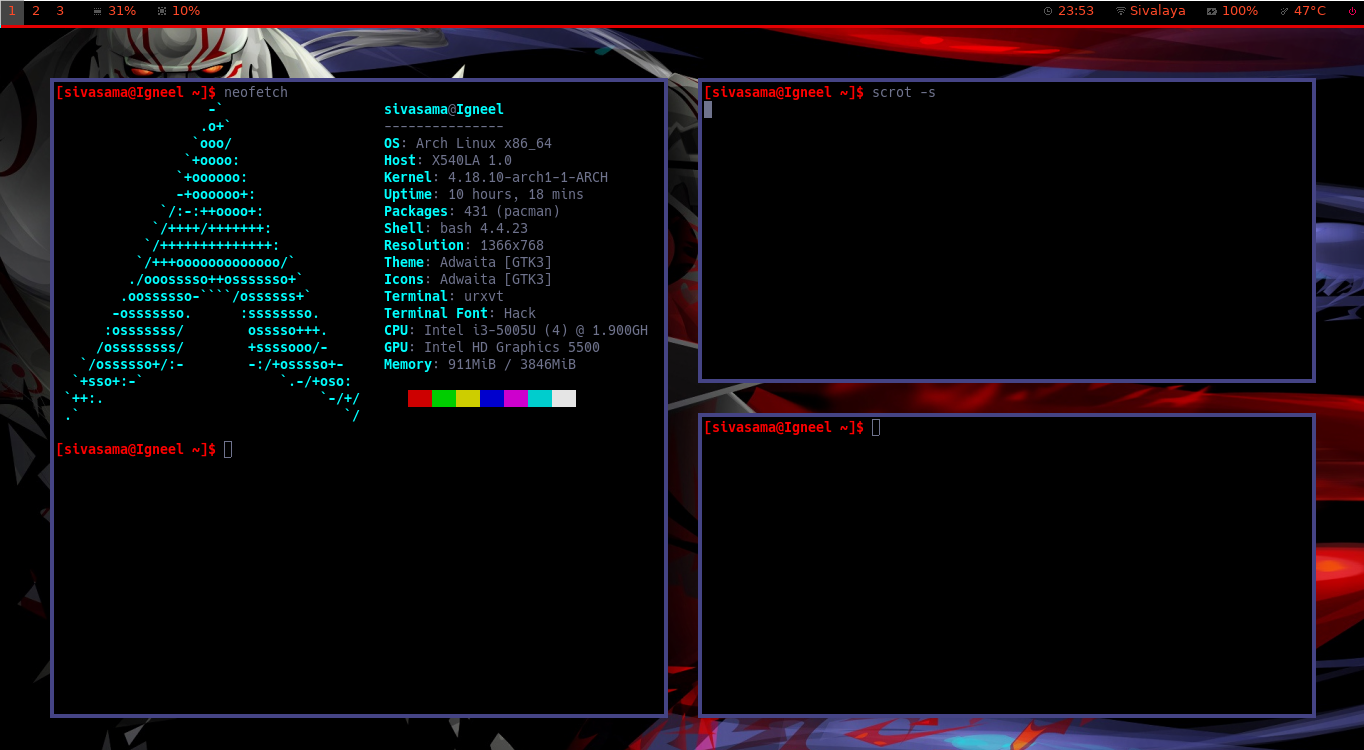 1 2 3 31% 10% 23:53 Sivalaya 100% 47°C
[sivasama@Igneel ~]$ neofetch
                   -`                    sivasama@Igneel
                  .o+`                   ---------------
                 `ooo/                   OS: Arch Linux x86_64
                `+oooo:                  Host: X540LA 1.0
               `+oooooo:                 Kernel: 4.18.10-arch1-1-ARCH
               -+oooooo+:                Uptime: 10 hours, 18 mins
             `/:-:++oooo+:               Packages: 431 (pacman)
            `/++++/+++++++:              Shell: bash 4.4.23
           `/++++++++++++++:             Resolution: 1366x768
          `/+++ooooooooooooo/`           Theme: Adwaita [GTK3]
         ./ooosssso++osssssso+`          Icons: Adwaita [GTK3]
        .oossssso-````/ossssss+`         Terminal: urxvt
       -osssssso.      :ssssssso.        Terminal Font: Hack
      :osssssss/        osssso+++.       CPU: Intel i3-5005U (4) @ 1.900GH
     /ossssssss/        +ssssooo/-       GPU: Intel HD Graphics 5500
   `/ossssso+/:-        -:/+osssso+-     Memory: 911MiB / 3846MiB
  `+sso+:-`                 `.-/+oso:
 `++:.                           `-/+/
 .`                                 `/
[sivasama@Igneel ~]$
[sivasama@Igneel ~]$ scrot -s
[sivasama@Igneel ~]$